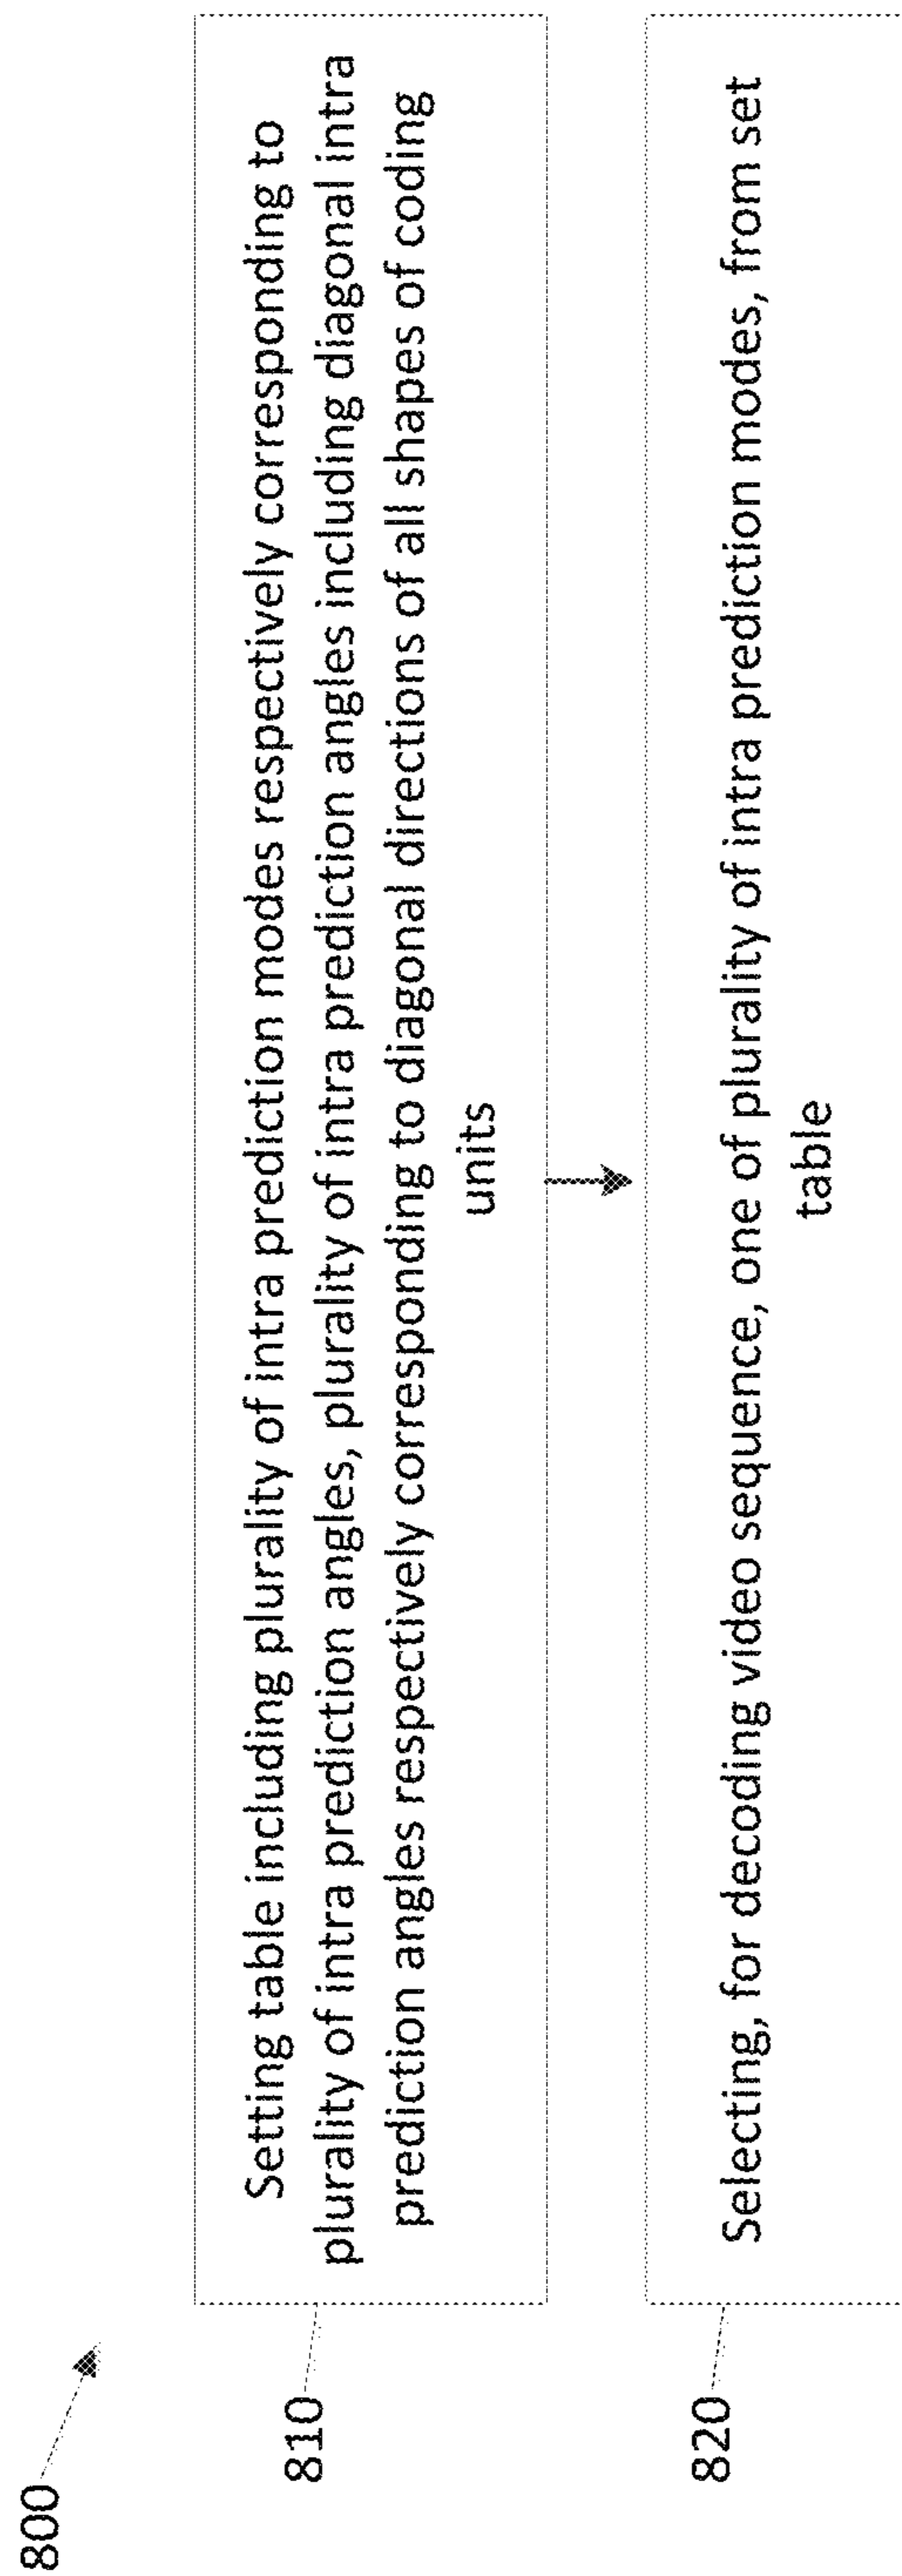 800
810
Setting table including plurality of intra prediction modes respectively corresponding to
plurality of intra prediction angles, plurality of intra prediction angles including diagonal intra
prediction angles respectively corresponding to diagonal directions of all shapes of coding
units
820
Selecting, for decoding video sequence, one of plurality of intra prediction modes, from set
table